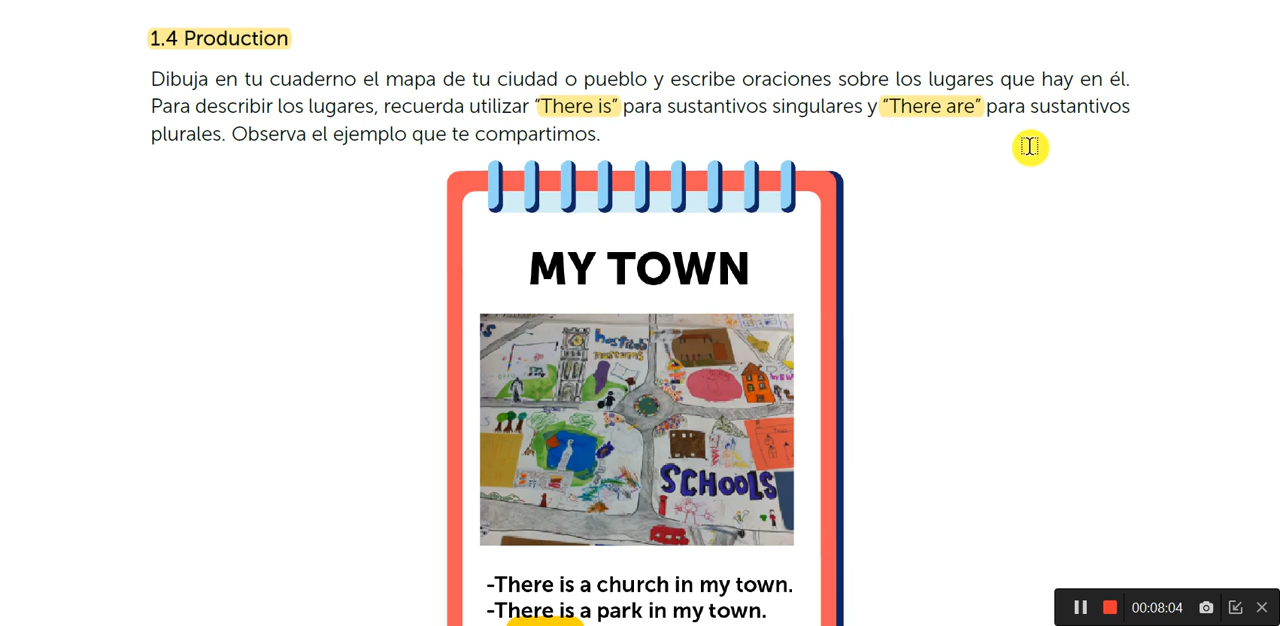 1.4 Production
Dibuja en tu cuaderno el mapa de tu ciudad o pueblo y escribe oraciones sobre los lugares que hay en él.
Para describir los lugares, recuerda utilizar “There is” para sustantivos singulares y “There are” para sustantivos
plurales. Observa el ejemplo que te compartimos.
MY TOWN
SCHOOLS
-There is a church in my town.
-There is a park in my town.
00:08:04